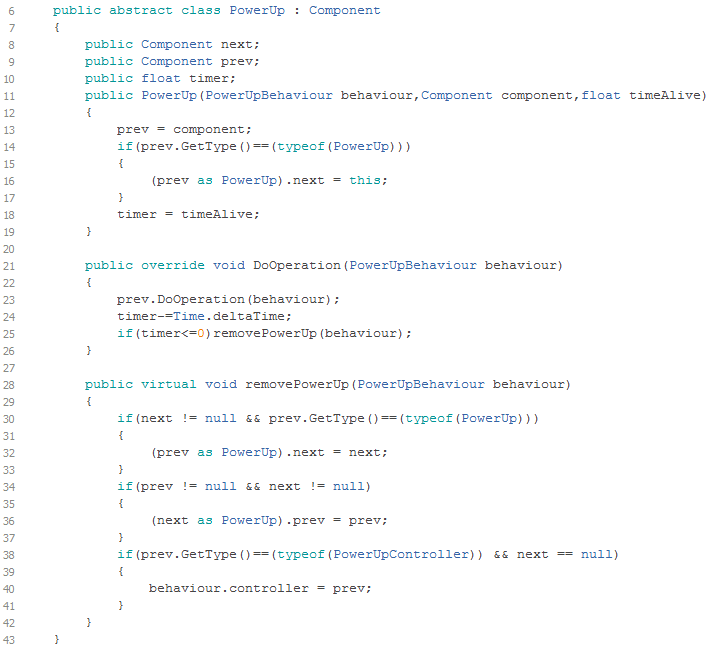 6 public abstract class PowerUp : Component
7 {
8 public Component next;
9 public Component prev;
10 public float timer;
11 public PowerUp(PowerUpBehaviour behaviour,Component component,float timeAlive)
12 {
13 prev = component;
14 if(prev.GetType()==(typeof(PowerUp)))
15 {
16 (prev as PowerUp).next = this;
17 }
18 timer = timeAlive;
19 }
20
21 public override void DoOperation(PowerUpBehaviour behaviour)
22 {
23 prev.DoOperation(behaviour);
24 timer-=Time.deltaTime;
25 if(timer<=0)removePowerUp(behaviour);
26 }
27
28 public virtual void removePowerUp(PowerUpBehaviour behaviour)
29 {
30 if(next != null && prev.GetType()==(typeof(PowerUp)))
31 {
32 (prev as PowerUp).next = next;
33 }
34 if(prev != null && next != null)
35 {
36 (next as PowerUp).prev = prev;
37 }
38 if(prev.GetType()==(typeof(PowerUpController)) && next == null)
39 {
40 behaviour.controller = prev;
41 }
42 }
43 }